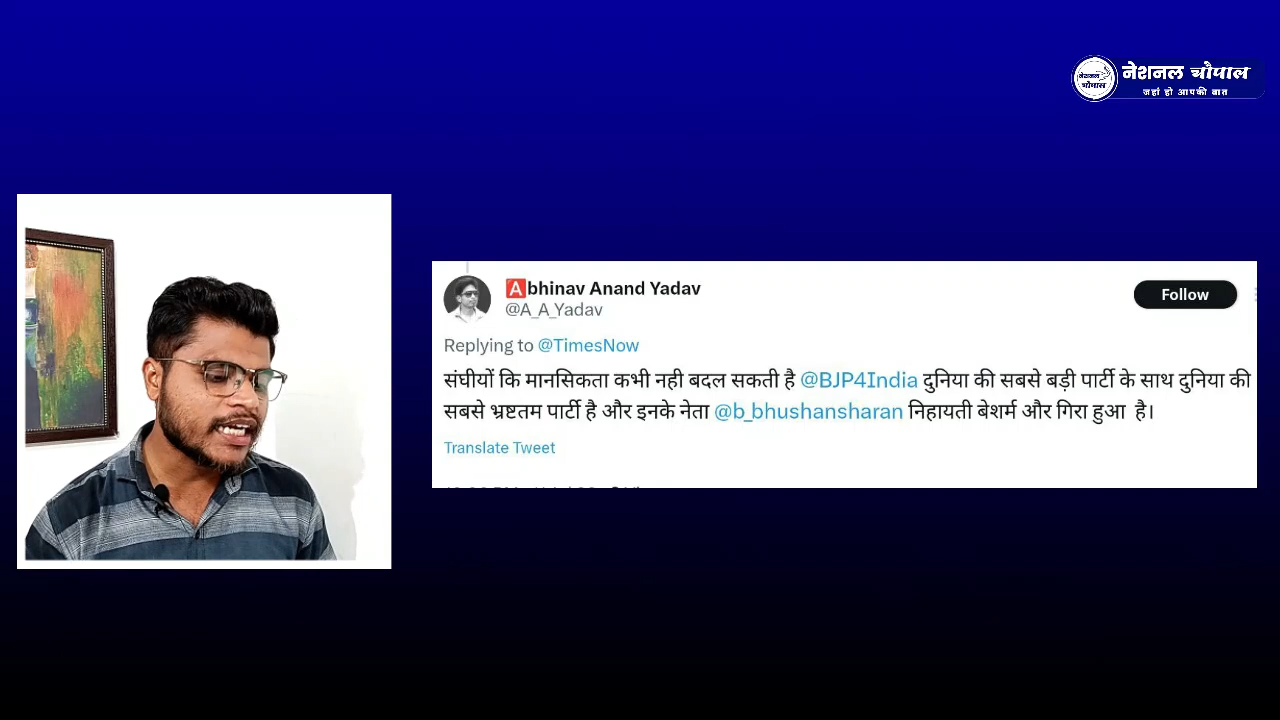 नेशनल चौपाल
जहां हो आपकी बात
नेशनल
चौपाल
🅰bhinav Anand Yadav
@A_A_Yadav
Follow
Replying to @TimesNow
संघीयों कि मानसिकता कभी नही बदल सकती है @BJP4India दुनिया की सबसे बड़ी पार्टी के साथ दुनिया की
सबसे भ्रष्टतम पार्टी है और इनके नेता @b_bhushansharan निहायती बेशर्म और गिरा हुआ है।
Translate Tweet